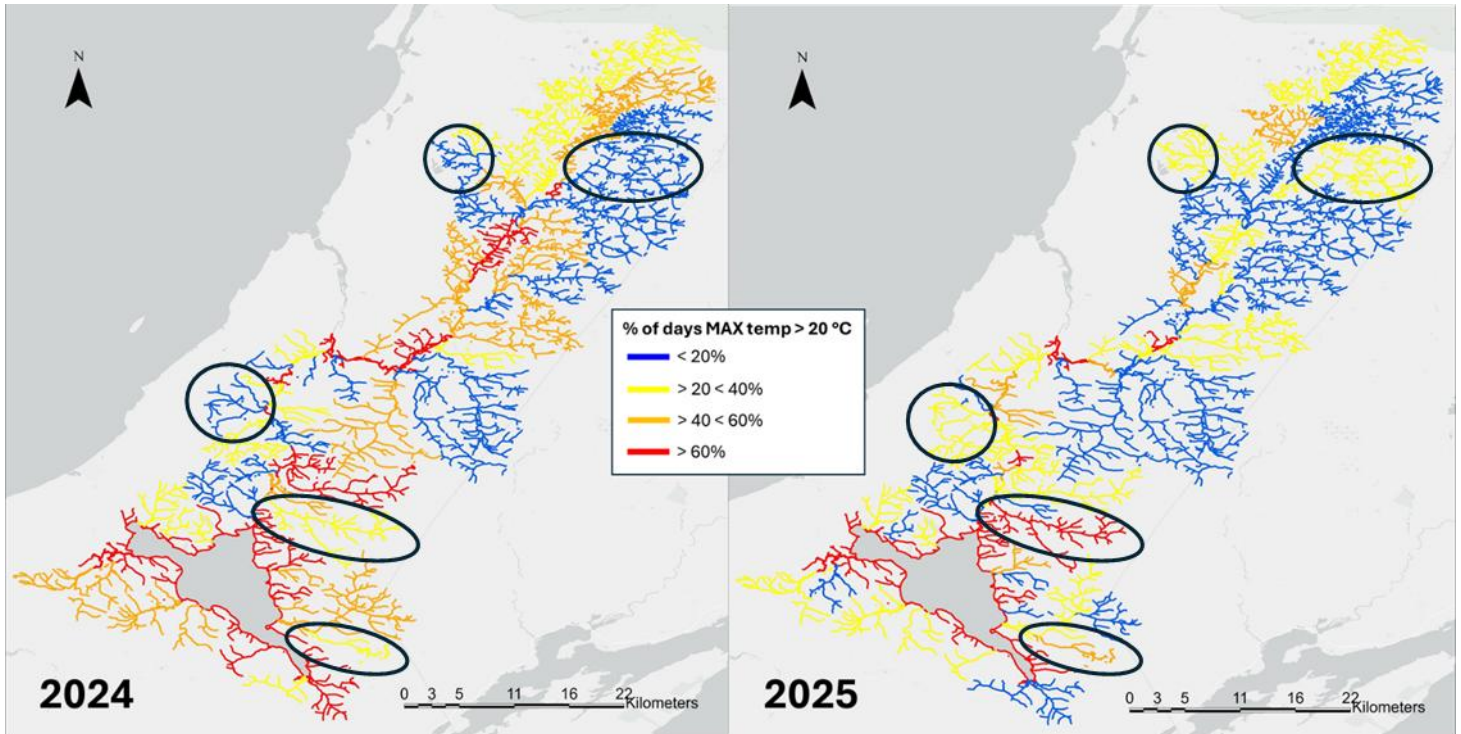 N
N
% of days MAX temp > 20 °C
< 20%
> 20 < 40%
> 40 < 60%
> 60%
2024
0 3 5 11 16 22
Kilometers
2025
0 3 5 11 16 22
Kilometers